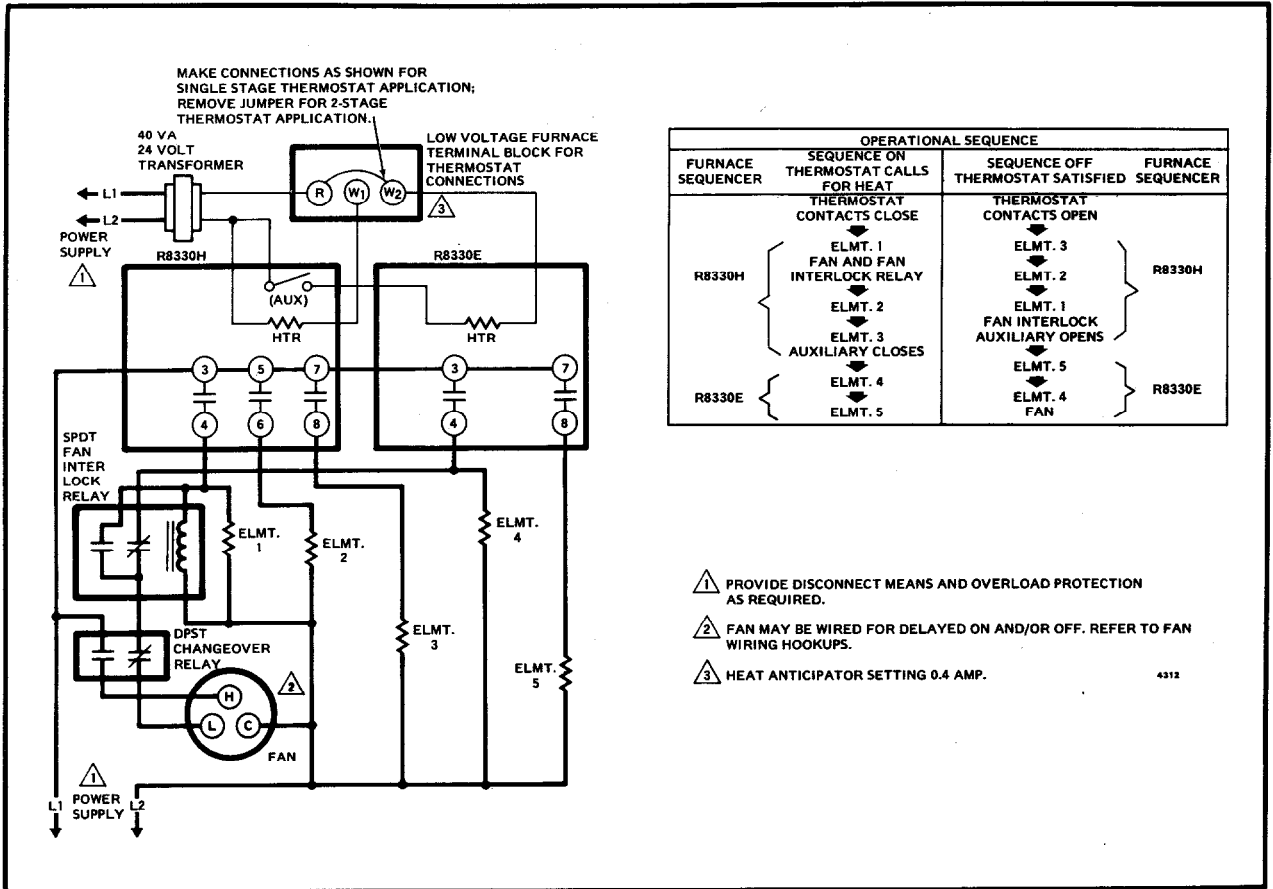 MAKE CONNECTIONS AS SHOWN FOR
SINGLE STAGE THERMOSTAT APPLICATION;
REMOVE JUMPER FOR 2-STAGE
THERMOSTAT APPLICATION.
40 VA
24 VOLT
TRANSFORMER
LOW VOLTAGE FURNACE
TERMINAL BLOCK FOR
THERMOSTAT
CONNECTIONS
R W1 W2
3
L1
L2
POWER
SUPPLY
1
R8330H
R8330E
(AUX)
HTR
HTR
3 5 7 3 7
4 6 8 4 8
SPDT
FAN
INTER
LOCK
RELAY
ELMT.
1
ELMT.
2
ELMT.
3
ELMT.
4
ELMT.
5
DPST
CHANGEOVER
RELAY
2
H
L C
FAN
1
L1 POWER L2
SUPPLY
OPERATIONAL SEQUENCE
FURNACE
SEQUENCER
SEQUENCE ON
THERMOSTAT CALLS
FOR HEAT
SEQUENCE OFF
THERMOSTAT SATISFIED
FURNACE
SEQUENCER
R8330H
R8330E
THERMOSTAT
CONTACTS CLOSE
ELMT. 1
FAN AND FAN
INTERLOCK RELAY
ELMT. 2
ELMT. 3
AUXILIARY CLOSES
ELMT. 4
ELMT. 5
THERMOSTAT
CONTACTS OPEN
ELMT. 3
ELMT. 2
ELMT. 1
FAN INTERLOCK
AUXILIARY OPENS
ELMT. 5
ELMT. 4
FAN
R8330H
R8330E
1 PROVIDE DISCONNECT MEANS AND OVERLOAD PROTECTION
AS REQUIRED.
2 FAN MAY BE WIRED FOR DELAYED ON AND/OR OFF. REFER TO FAN
WIRING HOOKUPS.
3 HEAT ANTICIPATOR SETTING 0.4 AMP.
4312